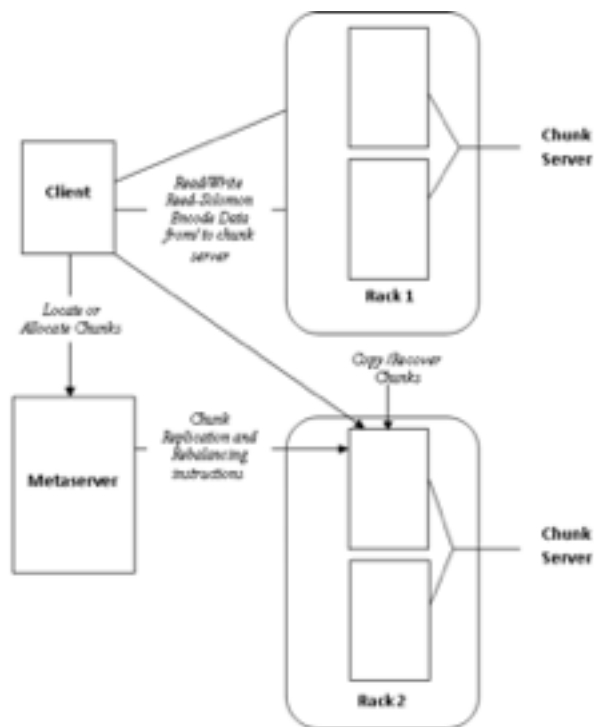 Client
Read/Write
Reed-Solomon
Encode Data
from/ to chunk
server
Chunk
Server
Rack 1
Locate or
Allocate Chunks
Copy /Recover
Chunks
Metaserver
Chunk
Replication and
Rebalancing
instructions
Chunk
Server
Rack 2